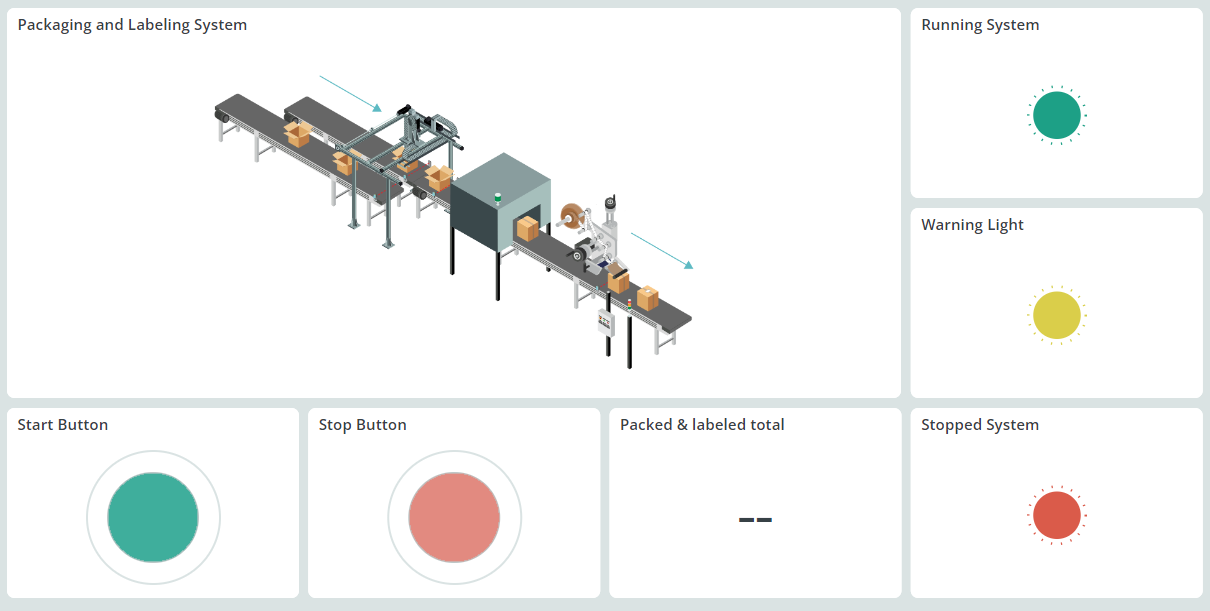 Packaging and Labeling System
Running System
Warning Light
Start Button
Stop Button
Packed & labeled total
--
Stopped System